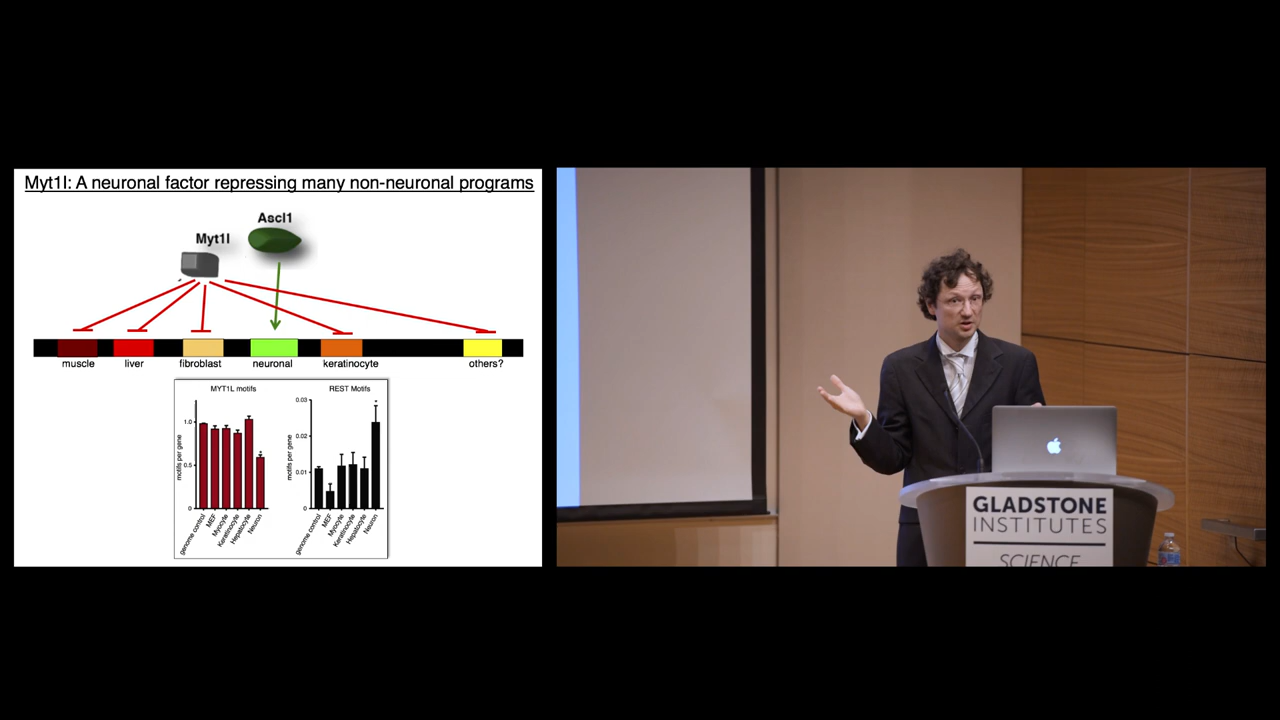 Myt1l: A neuronal factor repressing many non-neuronal programs
Ascl1
Myt1l
muscle
liver
fibroblast
neuronal
keratinocyte
others?
MYT1L motifs
motifs per gene
1.0
0.5
0
genome control
MEF
Myocyte
Keratinocyte
Hepatocyte
Neuron
*
REST Motifs
motifs per gene
0.03
0.02
0.01
0
genome control
MEF
Myocyte
Keratinocyte
Hepatocyte
Neuron
*
GLADSTONE
INSTITUTES
SCIENCE